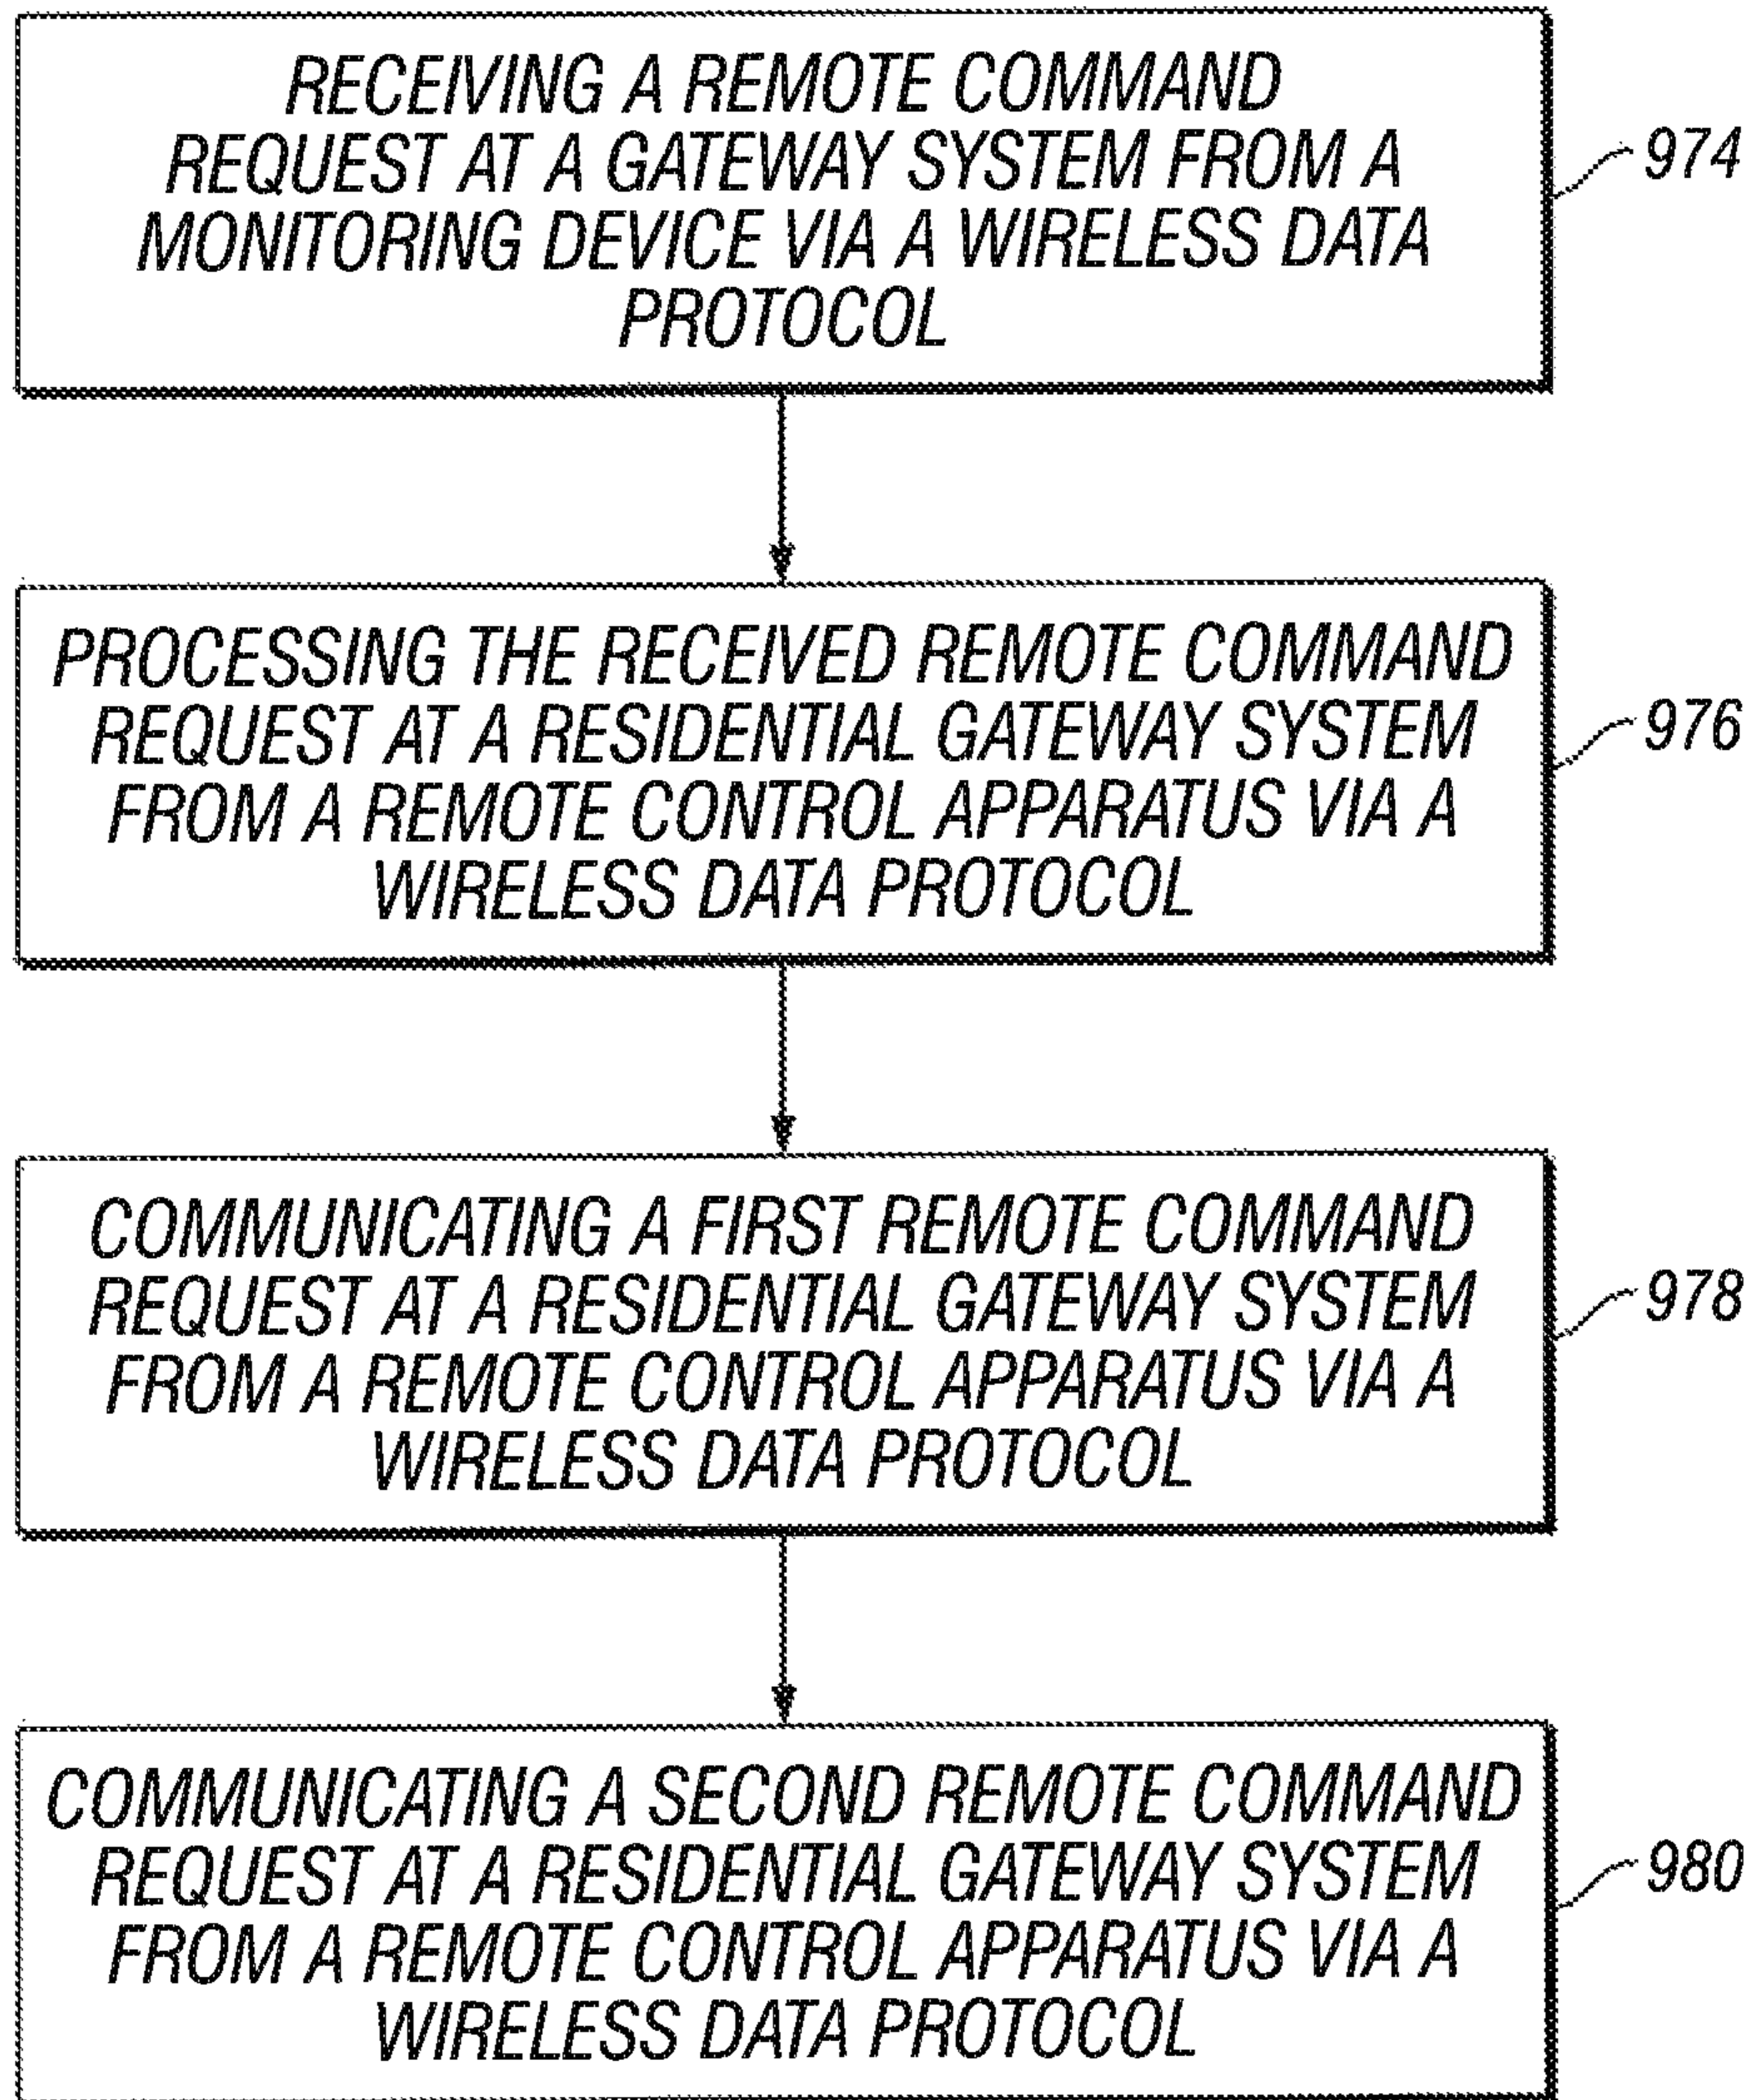 RECEIVING A REMOTE COMMAND
REQUEST AT A GATEWAY SYSTEM FROM A
MONITORING DEVICE VIA A WIRELESS DATA
PROTOCOL
974
PROCESSING THE RECEIVED REMOTE COMMAND
REQUEST AT A RESIDENTIAL GATEWAY SYSTEM
FROM A REMOTE CONTROL APPARATUS VIA A
WIRELESS DATA PROTOCOL
976
COMMUNICATING A FIRST REMOTE COMMAND
REQUEST AT A RESIDENTIAL GATEWAY SYSTEM
FROM A REMOTE CONTROL APPARATUS VIA A
WIRELESS DATA PROTOCOL
978
COMMUNICATING A SECOND REMOTE COMMAND
REQUEST AT A RESIDENTIAL GATEWAY SYSTEM
FROM A REMOTE CONTROL APPARATUS VIA A
WIRELESS DATA PROTOCOL
980